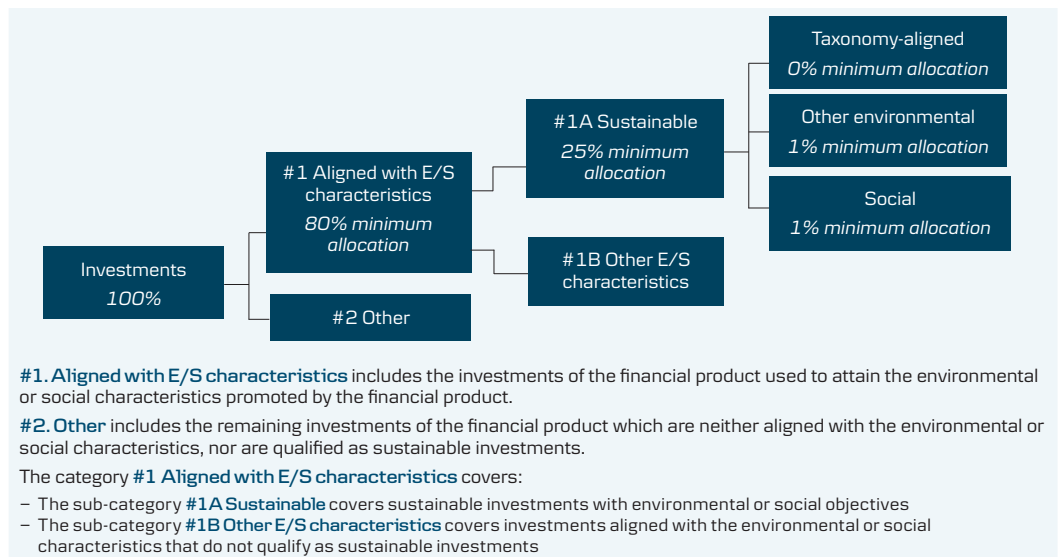 Taxonomy-aligned
0% minimum allocation
Other environmental
1% minimum allocation
Social
1% minimum allocation
#1A Sustainable
25% minimum
allocation
#1 Aligned with E/S
characteristics
80% minimum
allocation
#1B Other E/S
characteristics
Investments
100%
#2 Other
#1. Aligned with E/S characteristics includes the investments of the financial product used to attain the environmental
or social characteristics promoted by the financial product.
#2. Other includes the remaining investments of the financial product which are neither aligned with the environmental or
social characteristics, nor are qualified as sustainable investments.
The category #1 Aligned with E/S characteristics covers:
– The sub-category #1A Sustainable covers sustainable investments with environmental or social objectives
– The sub-category #1B Other E/S characteristics covers investments aligned with the environmental or social
characteristics that do not qualify as sustainable investments